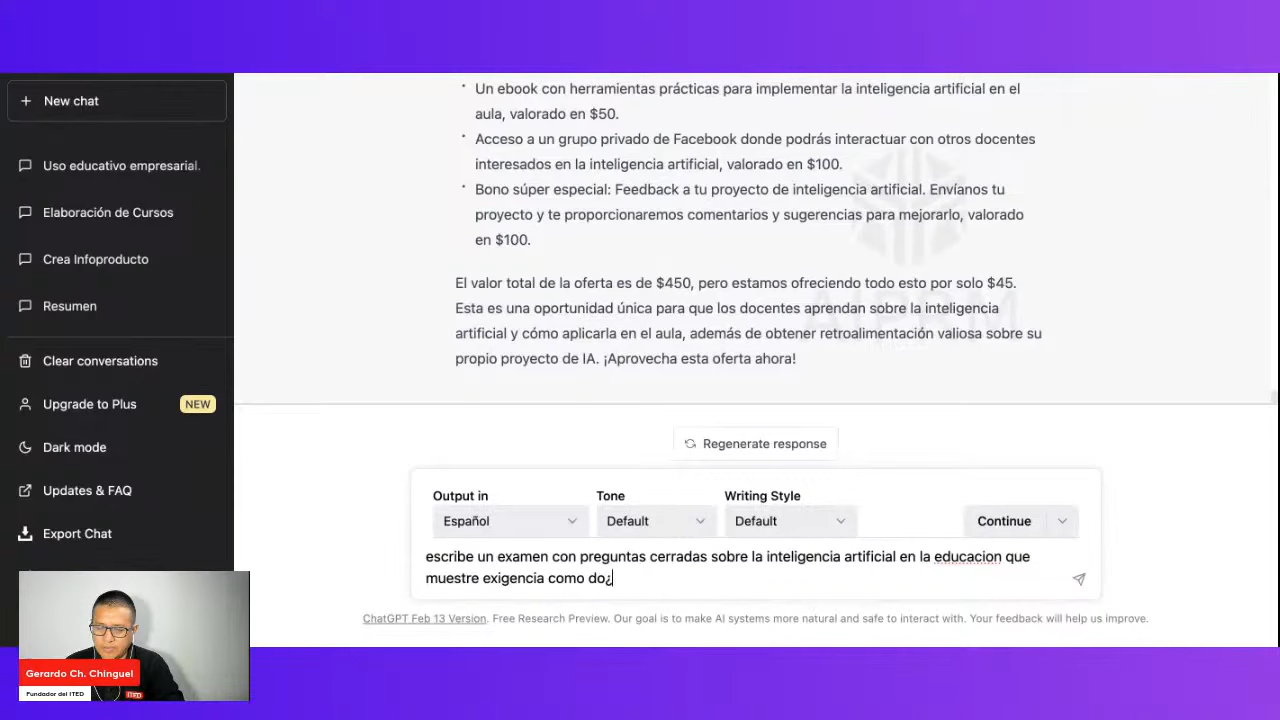 New chat
Uso educativo empresarial.
Elaboración de Cursos
Crea Infoproducto
Resumen
Clear conversations
Upgrade to Plus NEW
Dark mode
Updates & FAQ
Export Chat
Gerardo Ch. Chinguel
Fundador del ITED
ITED
· Un ebook con herramientas prácticas para implementar la inteligencia artificial en el
aula, valorado en $50.
· Acceso a un grupo privado de Facebook donde podrás interactuar con otros docentes
interesados en la inteligencia artificial, valorado en $100.
· Bono súper especial: Feedback a tu proyecto de inteligencia artificial. Envíanos tu
proyecto y te proporcionaremos comentarios y sugerencias para mejorarlo, valorado
en $100.
El valor total de la oferta es de $450, pero estamos ofreciendo todo esto por solo $45.
Esta es una oportunidad única para que los docentes aprendan sobre la inteligencia
artificial y cómo aplicarla en el aula, además de obtener retroalimentación valiosa sobre su
propio proyecto de IA. ¡Aprovecha esta oferta ahora!
AIPRM
Regenerate response
Output in Tone Writing Style
Español Default Default Continue
escribe un examen con preguntas cerradas sobre la inteligencia artificial en la educacion que
muestre exigencia como do¿
ChatGPT Feb 13 Version. Free Research Preview. Our goal is to make AI systems more natural and safe to interact with. Your feedback will help us improve.